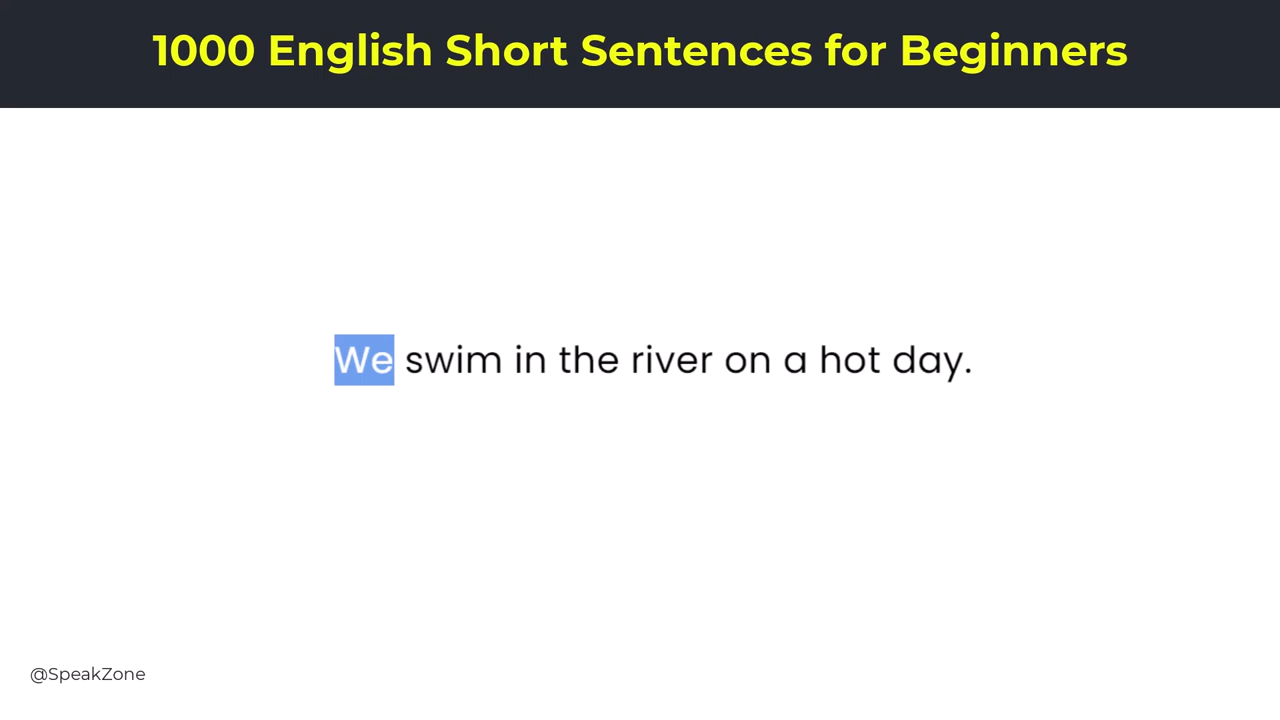 1000 English Short Sentences for Beginners
We swim in the river on a hot day.
@SpeakZone